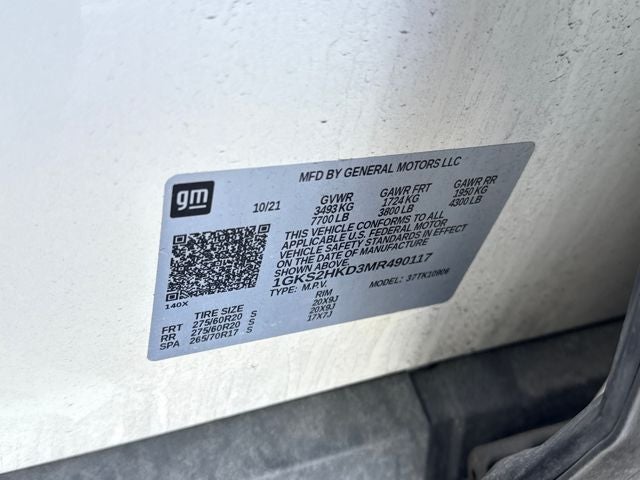 MFD BY GENERAL MOTORS LLC
gm
10/21
GVWR GAWR FRT GAWR RR
3493 KG 1724 KG 1950 KG
7700 LB 3800 LB 4300 LB
THIS VEHICLE CONFORMS TO ALL
APPLICABLE U.S. FEDERAL MOTOR
VEHICLE SAFETY STANDARDS IN EFFECT
ON THE DATE OF MANUFACTURE
SHOWN ABOVE.
1GKS2HKD3MR490117
TYPE: M.P.V. MODEL: 37TK10906
140X
TIRE SIZE RIM
FRT 275/60R20 S 20X9J
RR 275/60R20 S 20X9J
SPA 265/70R17 S 17X7J